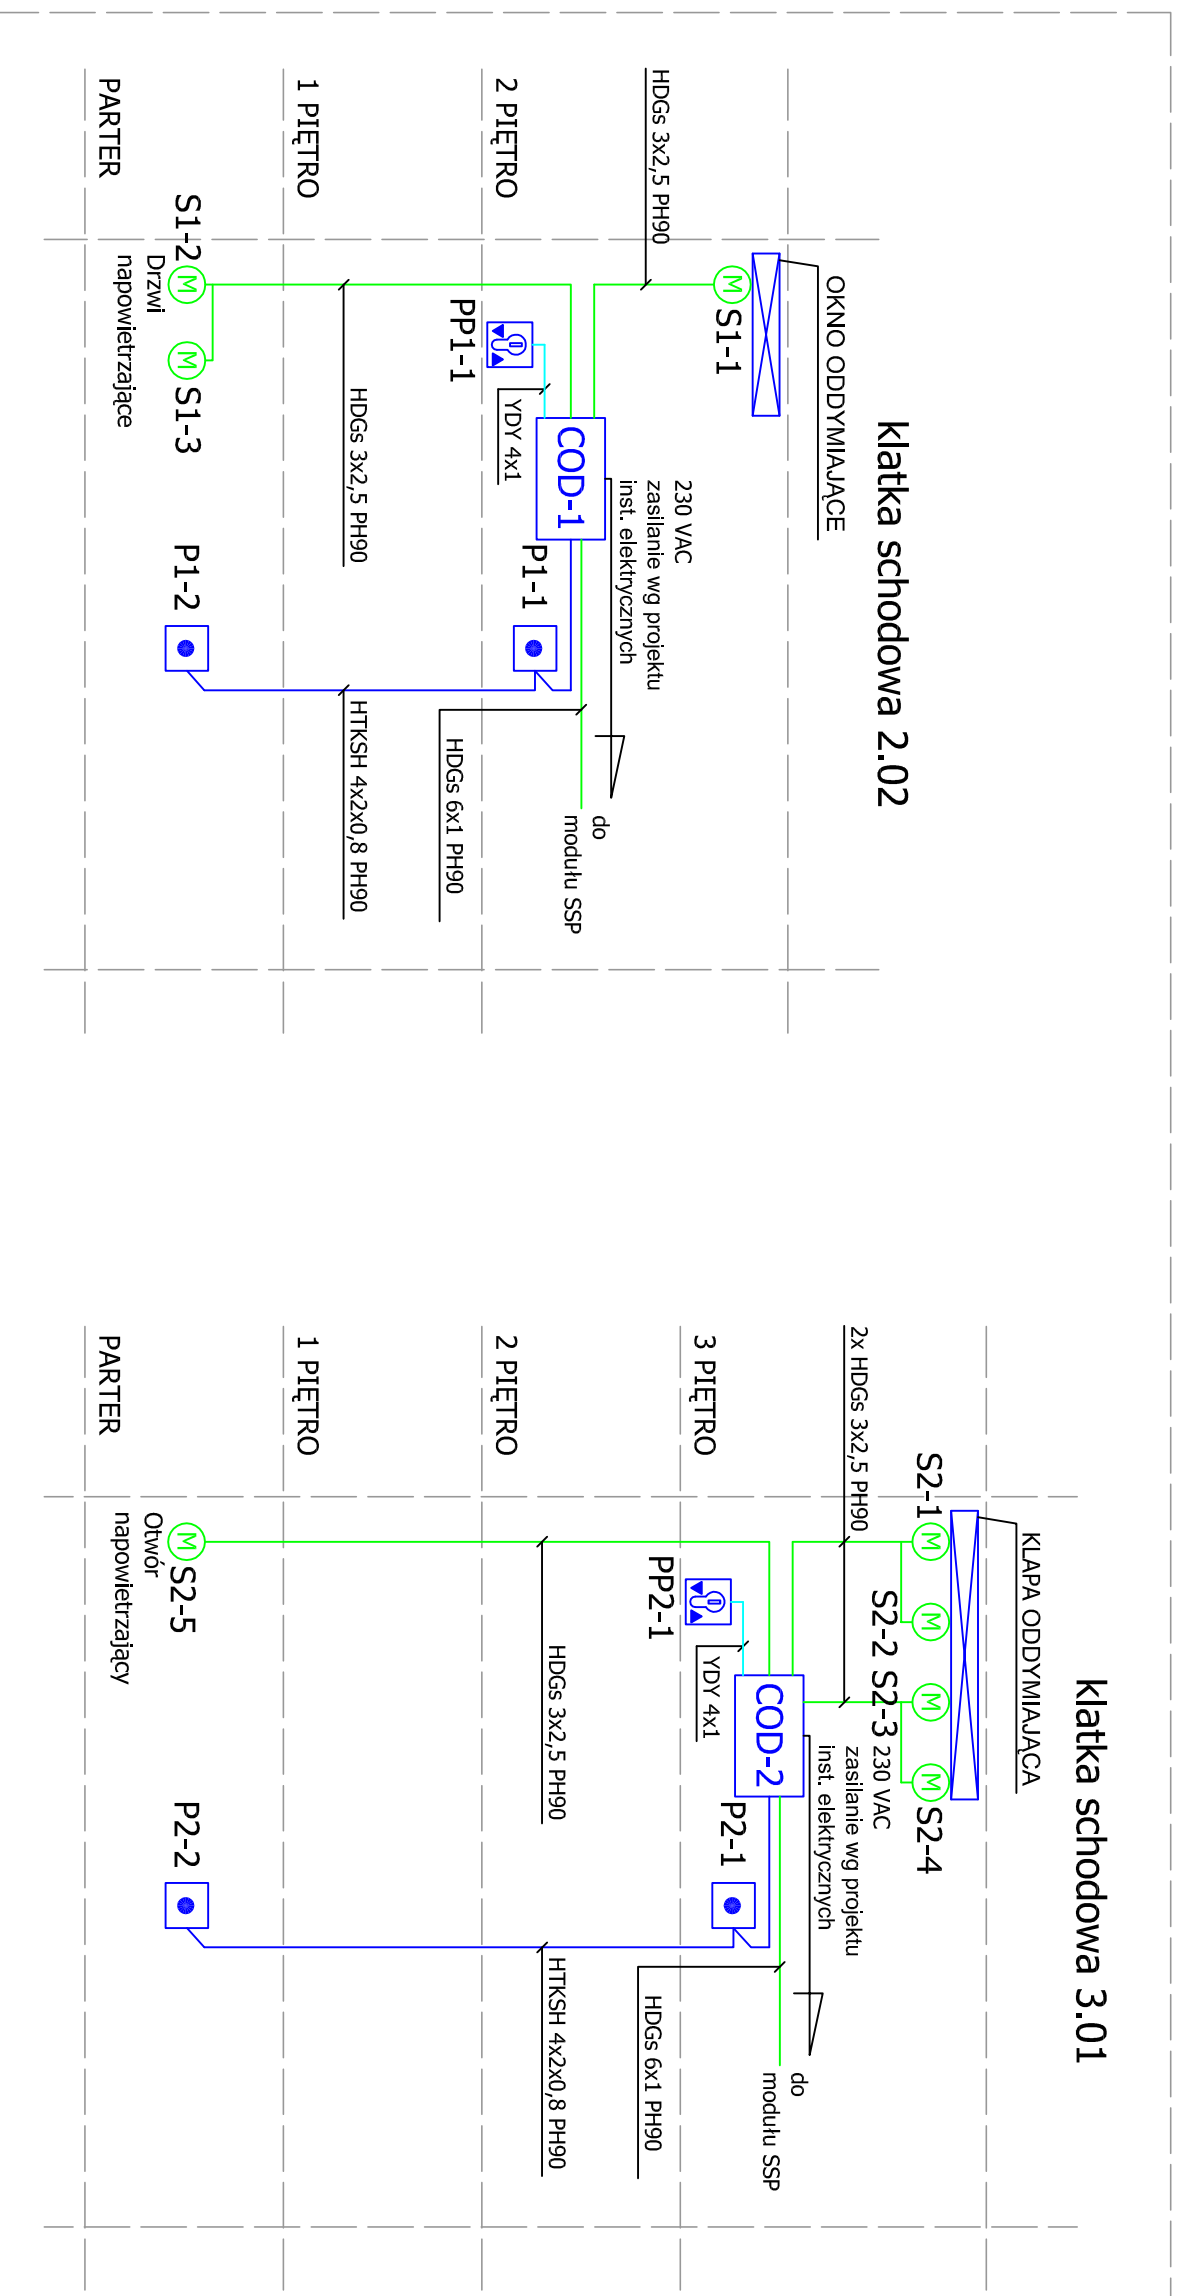 klatka schodowa 2.02
OKNO ODDYMIAJĄCE
S1-1
HDGs 3x2,5 PH90
230 VAC
zasilanie wg projektu
inst. elektrycznych
COD-1
do
modułu SSP
P1-1
2 PIĘTRO
YDY 4x1
PP1-1
HDGs 6x1 PH90
HDGs 3x2,5 PH90
HTKSH 4x2x0,8 PH90
1 PIĘTRO
S1-2
S1-3
P1-2
Drzwi
napowietrzające
PARTER
klatka schodowa 3.01
KLAPA ODDYMIAJĄCA
S2-1
S2-2
S2-3
S2-4
2x HDGs 3x2,5 PH90
230 VAC
zasilanie wg projektu
inst. elektrycznych
COD-2
do
modułu SSP
P2-1
3 PIĘTRO
YDY 4x1
PP2-1
HDGs 6x1 PH90
HDGs 3x2,5 PH90
HTKSH 4x2x0,8 PH90
2 PIĘTRO
1 PIĘTRO
S2-5
P2-2
Otwór
napowietrzający
PARTER
M
M
M
M
M
M
M
M